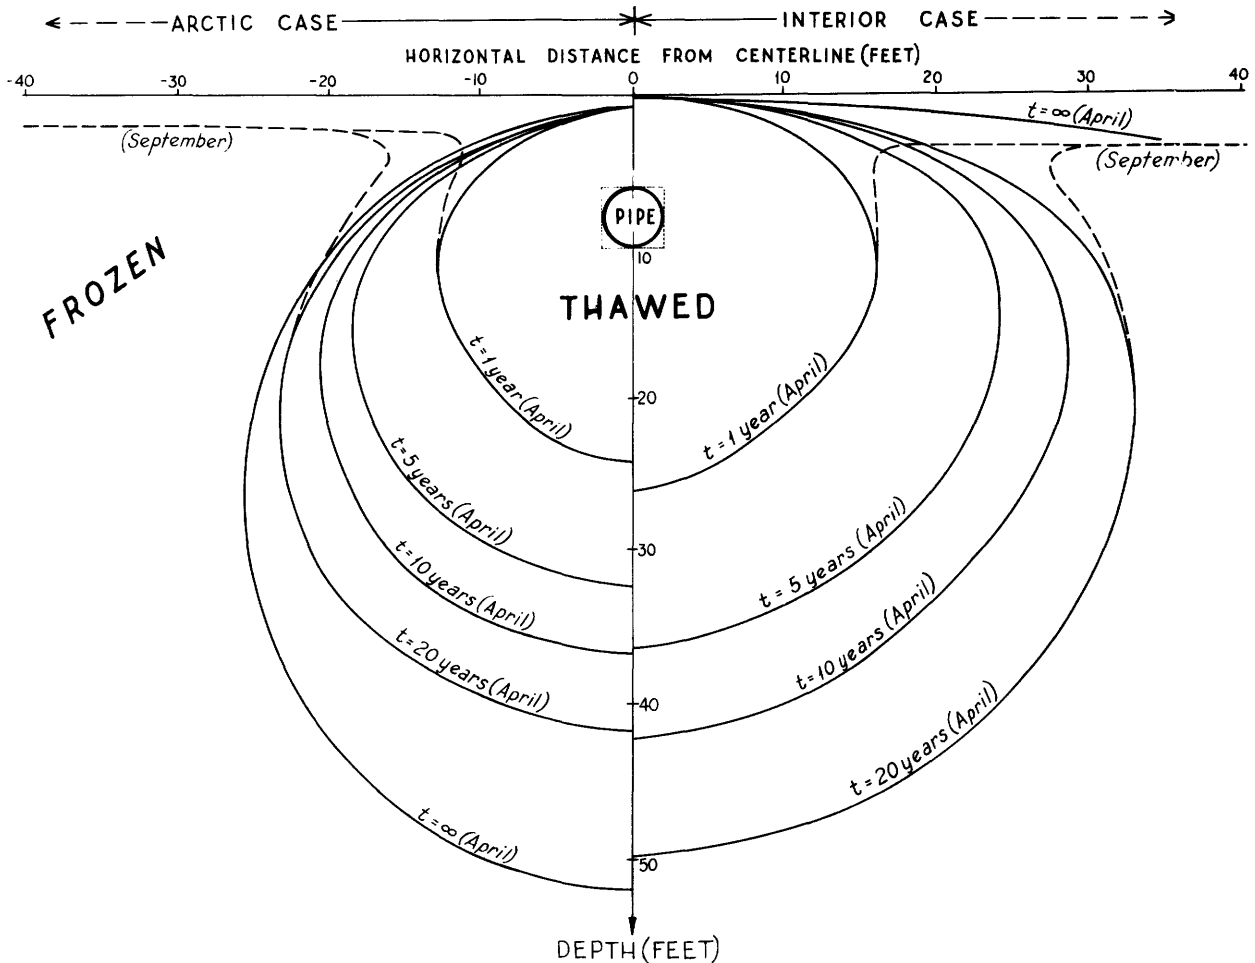 ARCTIC CASE
INTERIOR CASE
HORIZONTAL DISTANCE FROM CENTERLINE (FEET)
-40 -30 -20 -10 0 10 20 30 40
t=∞ (April)
(September)
(September)
PIPE
10
FROZEN
THAWED
t=1 year (April)
t=1 year (April)
20
t=5 years (April)
t=5 years (April)
30
t=10 years (April)
t=10 years (April)
t=20 years (April)
t=20 years (April)
40
t=∞ (April)
50
DEPTH (FEET)